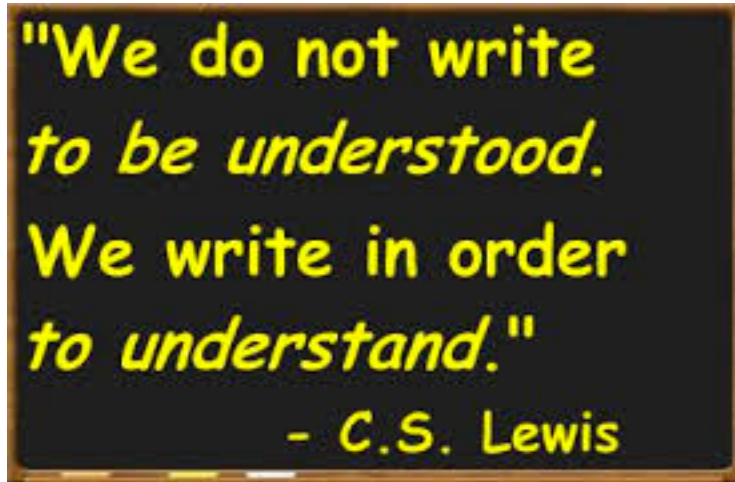 "We do not write
to be understood.
We write in order
to understand."
- C.S. Lewis